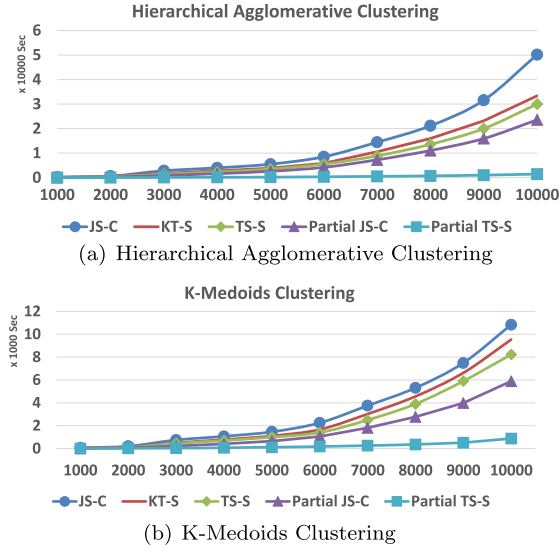 Hierarchical Agglomerative Clustering
x 10000 Sec
6
5
4
3
2
1
0
1000 2000 3000 4000 5000 6000 7000 8000 9000 10000
JS-C KT-S TS-S Partial JS-C Partial TS-S
(a) Hierarchical Agglomerative Clustering
K-Medoids Clustering
x 1000 Sec
12
10
8
6
4
2
0
1000 2000 3000 4000 5000 6000 7000 8000 9000 10000
JS-C KT-S TS-S Partial JS-C Partial TS-S
(b) K-Medoids Clustering